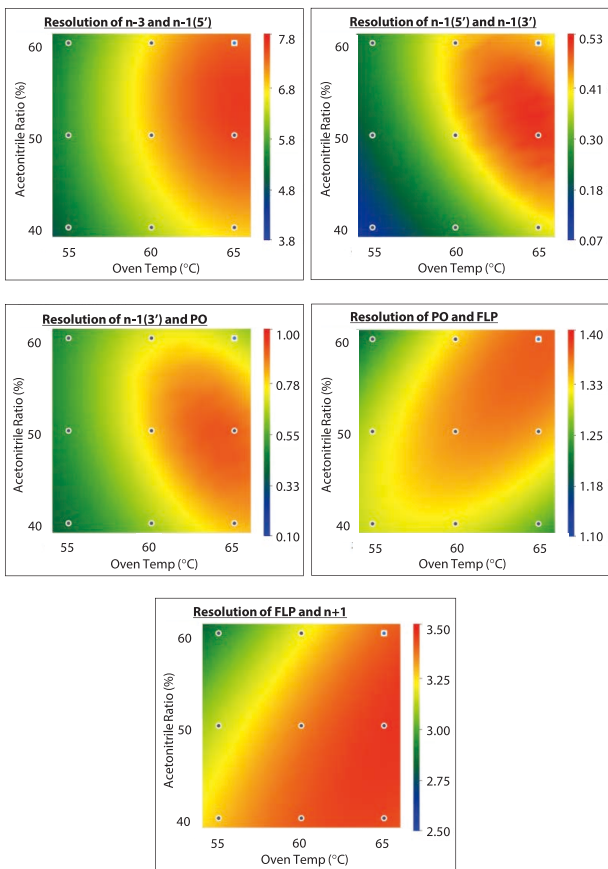 Resolution of n-3 and n-1(5′)
Acetonitrile Ratio (%)
60
50
40
55 60 65
Oven Temp (°C)
7.8
6.8
5.8
4.8
3.8
Resolution of n-1(5′) and n-1(3′)
Acetonitrile Ratio (%)
60
50
40
55 60 65
Oven Temp (°C)
0.53
0.41
0.30
0.18
0.07
Resolution of n-1(3′) and PO
Acetonitrile Ratio (%)
60
50
40
55 60 65
Oven Temp (°C)
1.00
0.78
0.55
0.33
0.10
Resolution of PO and FLP
Acetonitrile Ratio (%)
60
50
40
55 60 65
Oven Temp (°C)
1.40
1.33
1.25
1.18
1.10
Resolution of FLP and n+1
Acetonitrile Ratio (%)
60
50
40
55 60 65
Oven Temp (°C)
3.50
3.25
3.00
2.75
2.50